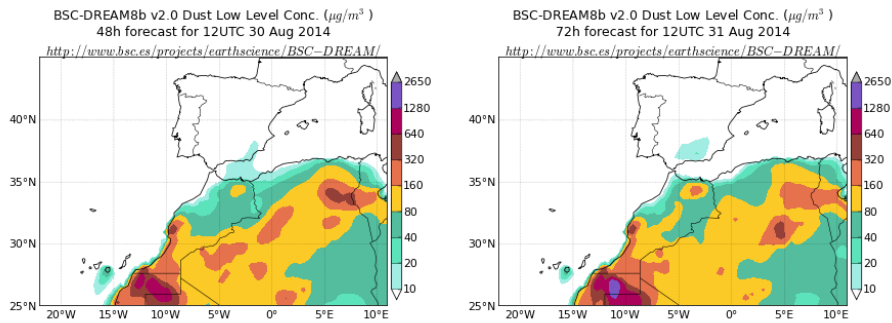 BSC-DREAM8b v2.0 Dust Low Level Conc. (μg/m³ )
48h forecast for 12UTC 30 Aug 2014
http://www.bsc.es/projects/earthscience/BSC−DREAM/
40°N
35°N
30°N
25°N
20°W
15°W
10°W
5°W
0°
5°E
10°E
2650
1280
640
320
160
80
40
20
10
BSC-DREAM8b v2.0 Dust Low Level Conc. (μg/m³ )
72h forecast for 12UTC 31 Aug 2014
http://www.bsc.es/projects/earthscience/BSC−DREAM/
40°N
35°N
30°N
25°N
20°W
15°W
10°W
5°W
0°
5°E
10°E
2650
1280
640
320
160
80
40
20
10